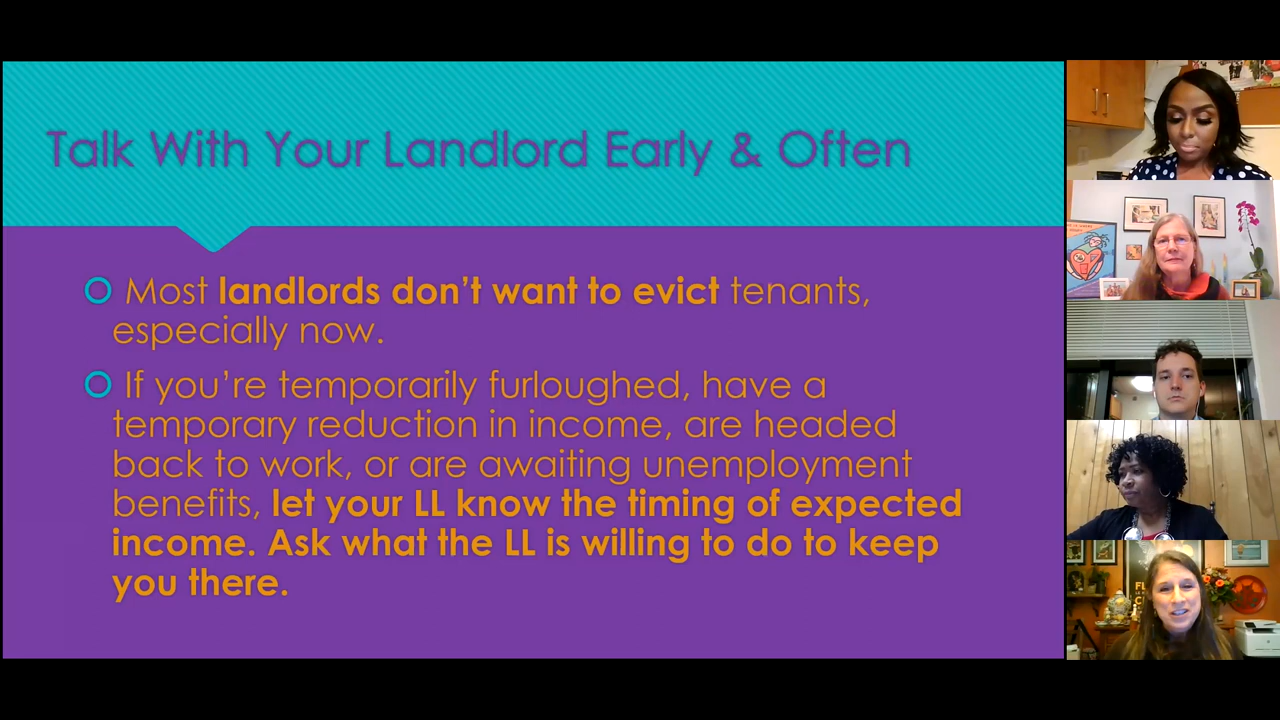 Talk With Your Landlord Early & Often
Most landlords don’t want to evict tenants,
especially now.
If you’re temporarily furloughed, have a
temporary reduction in income, are headed
back to work, or are awaiting unemployment
benefits, let your LL know the timing of expected
income. Ask what the LL is willing to do to keep
you there.